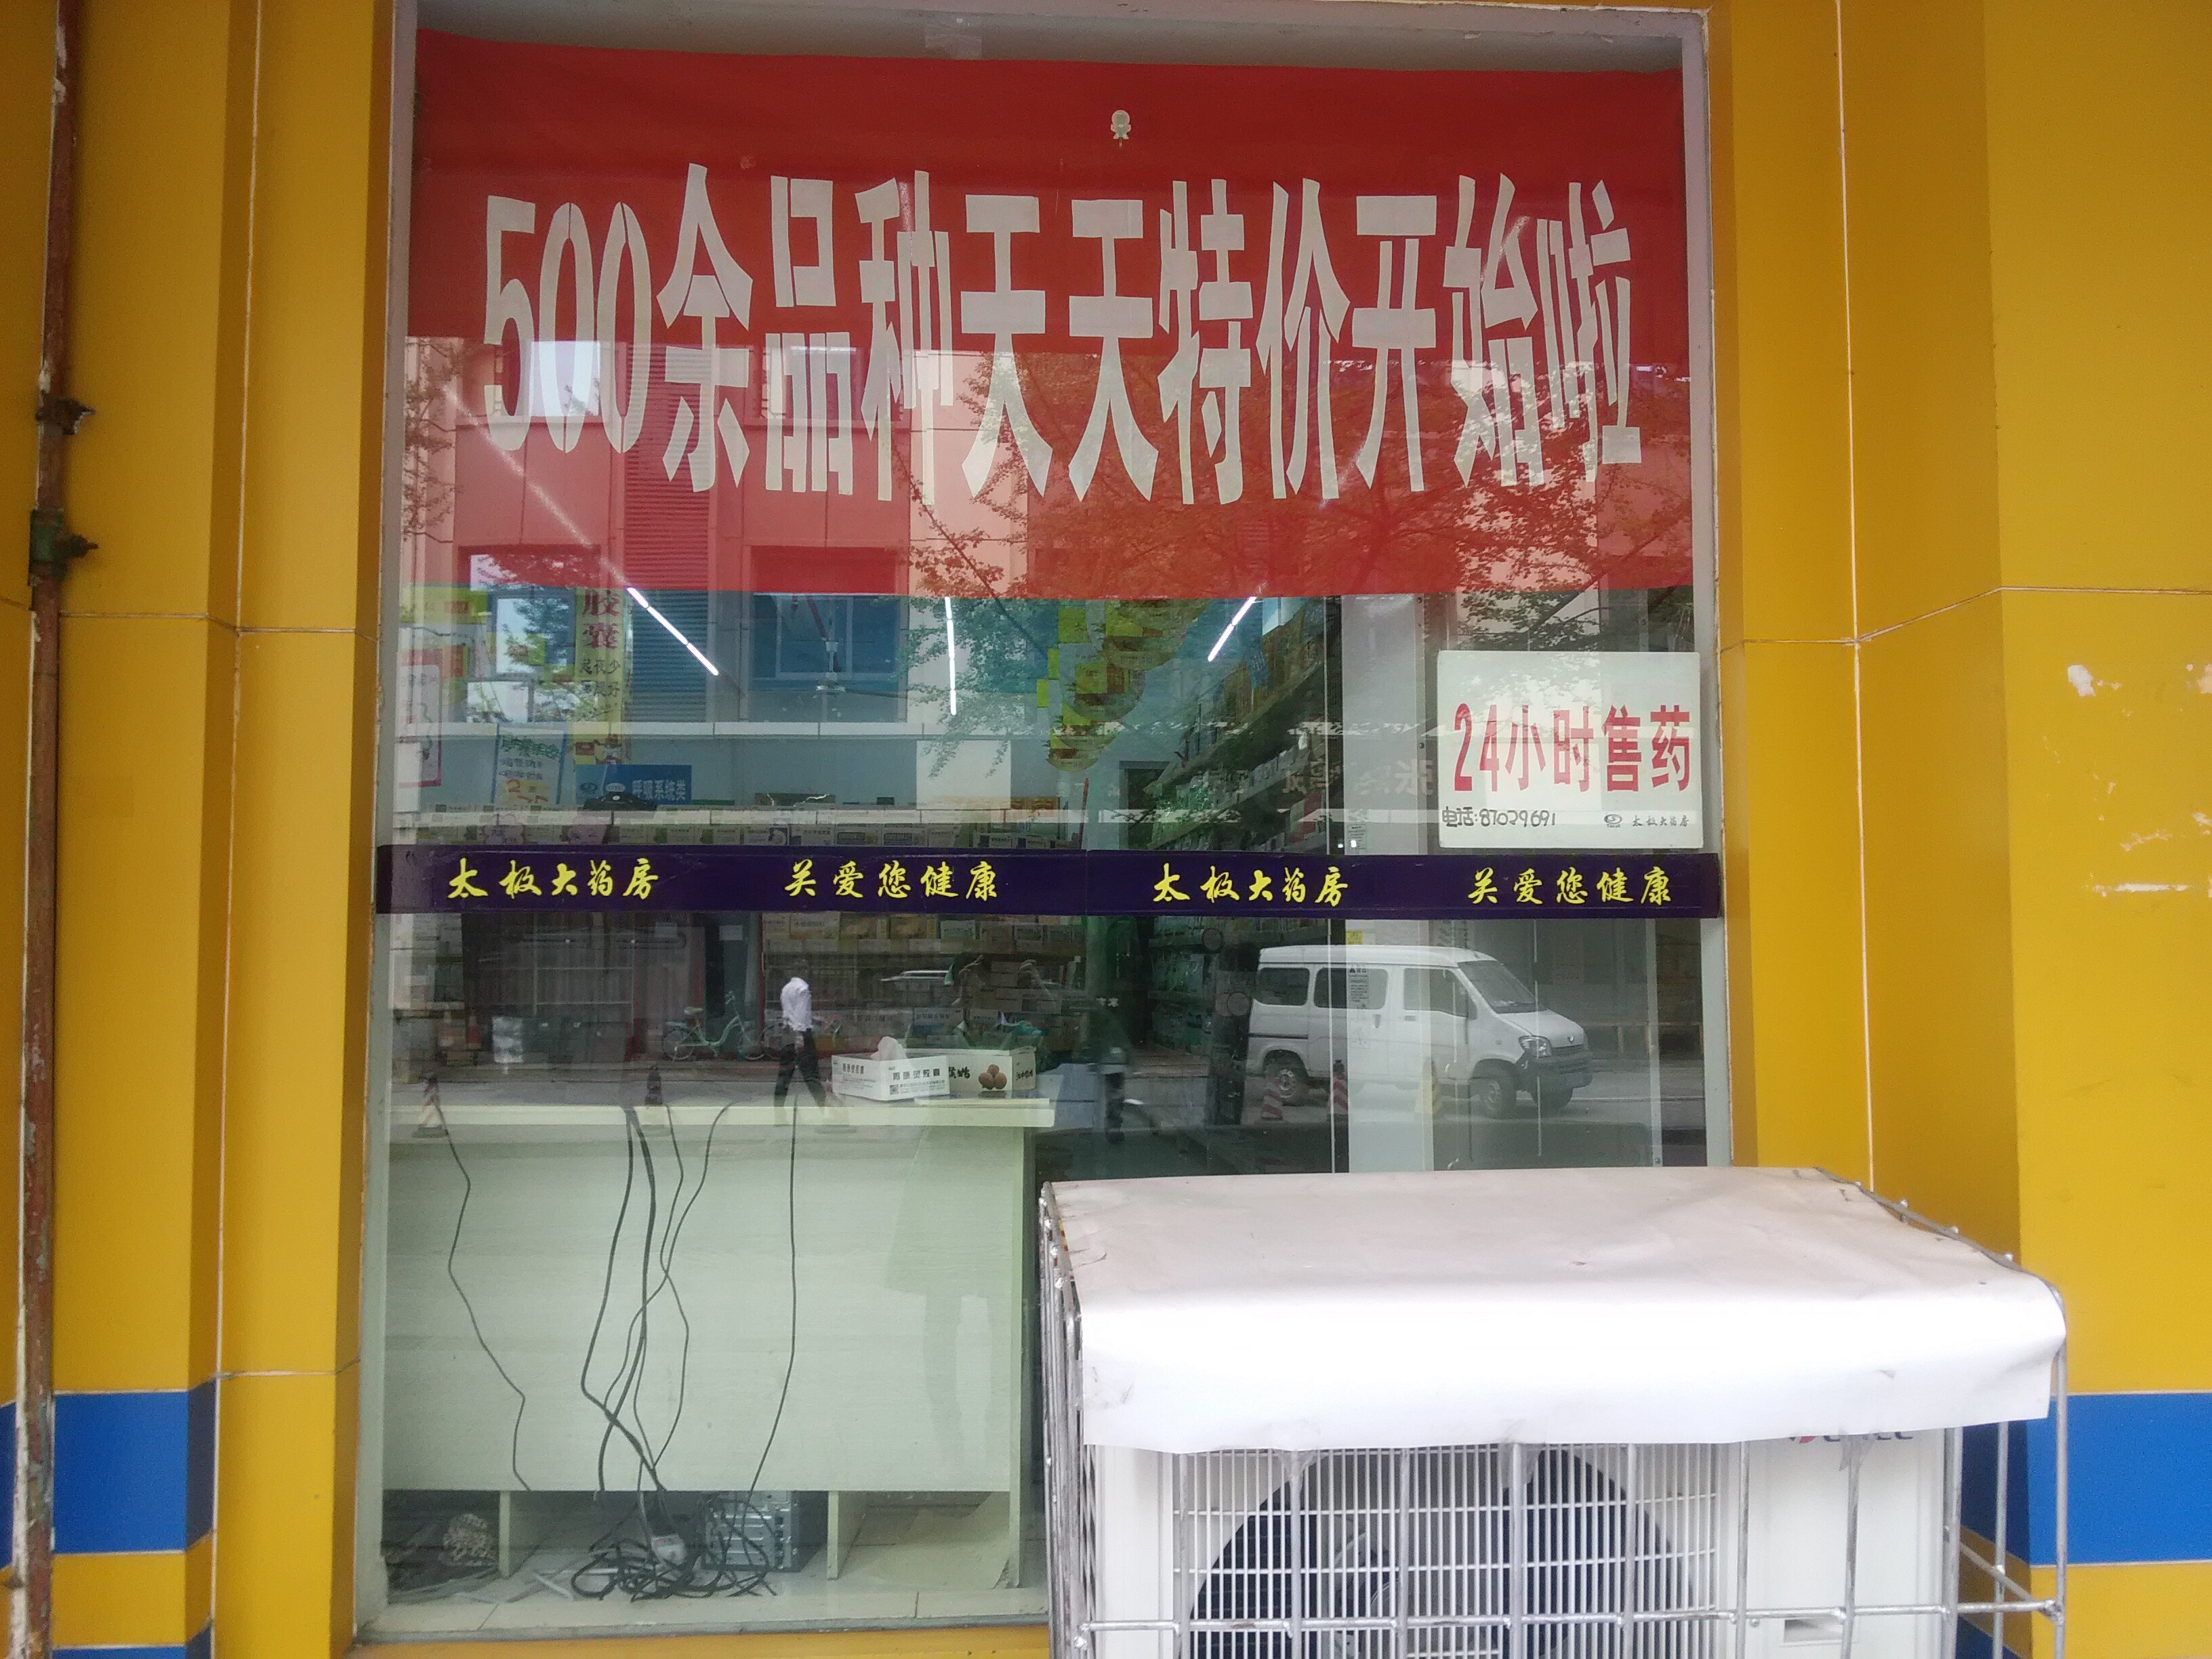 500余品种天天特价开始啦
胶囊
24小时售药
电话:87029691 太极大药房
呼吸系统类
太极大药房 关爱您健康 太极大药房 关爱您健康